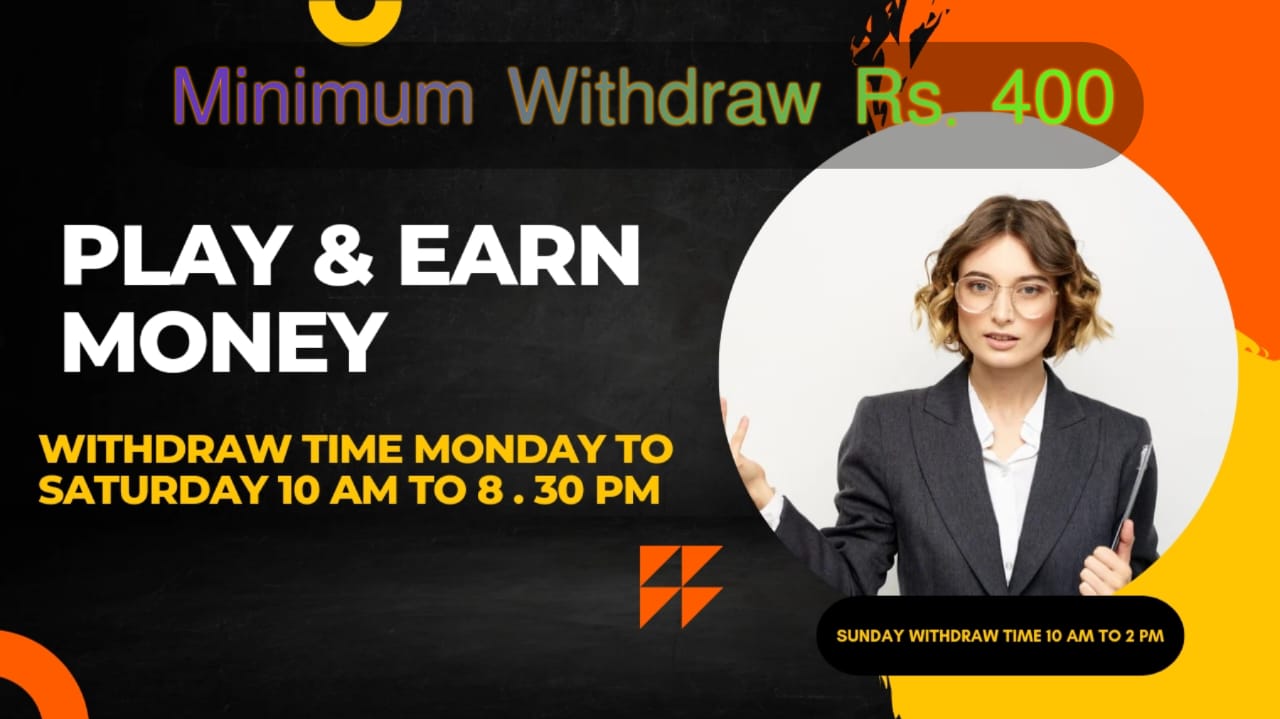 Minimum Withdraw Rs. 400
PLAY & EARN
MONEY
WITHDRAW TIME MONDAY TO
SATURDAY 10 AM TO 8 . 30 PM
SUNDAY WITHDRAW TIME 10 AM TO 2 PM